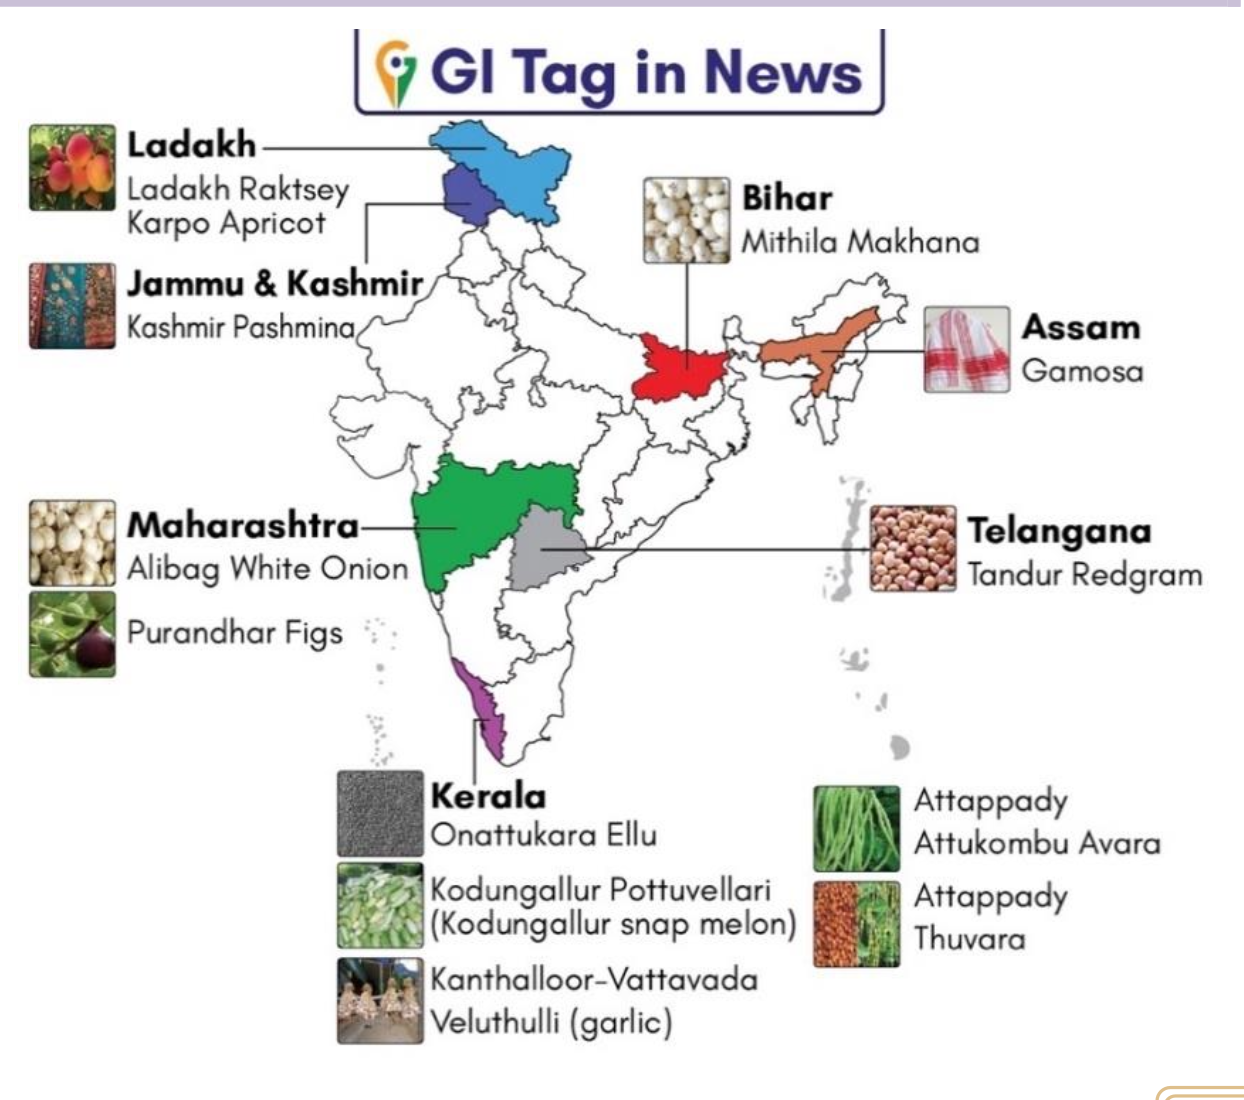 GI Tag in News
Ladakh
Ladakh Raktsey
Karpo Apricot
Jammu & Kashmir
Kashmir Pashmina
Bihar
Mithila Makhana
Assam
Gamosa
Maharashtra
Alibag White Onion
Purandhar Figs
Telangana
Tandur Redgram
Kerala
Onattukara Ellu
Kodungallur Pottuvellari
(Kodungallur snap melon)
Kanthalloor-Vattavada
Veluthulli (garlic)
Attappady
Attukombu Avara
Attappady
Thuvara